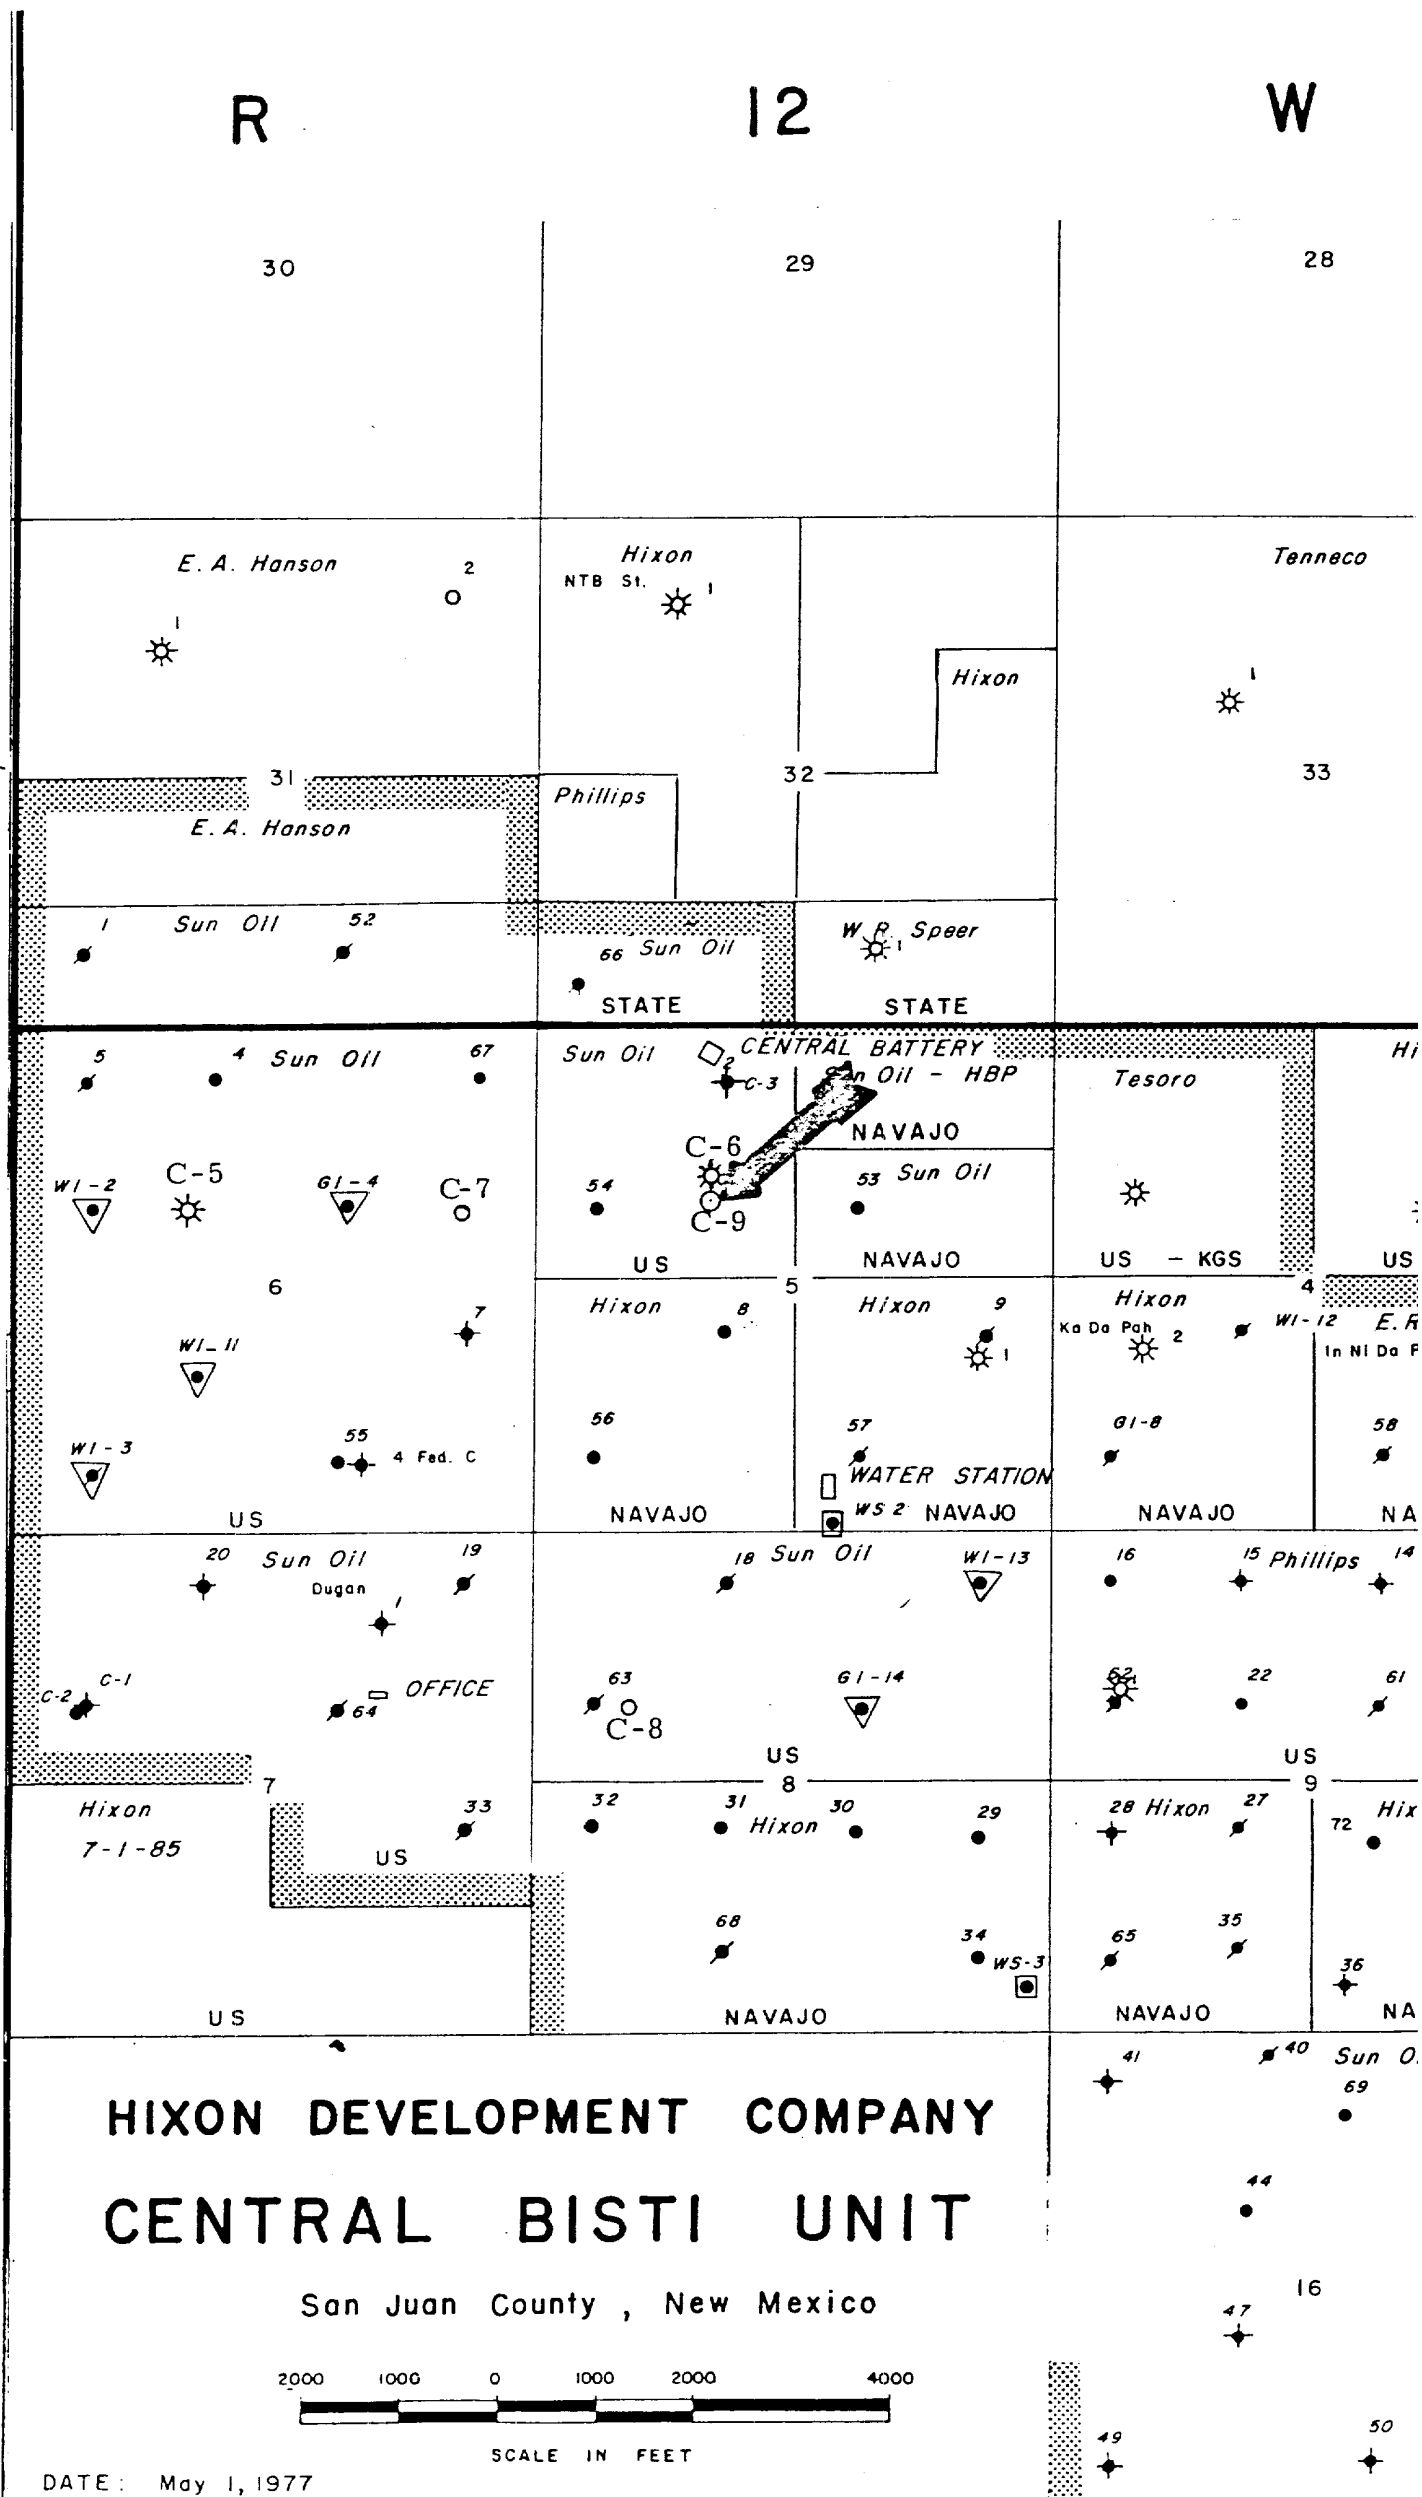 R 12 W
30 29 28
E. A. Hanson 2 Hixon Tenneco
NTB St. 1
1
Hixon 1
31 32 33
Phillips
E. A. Hanson
1 Sun Oil 52 W. R. Speer
66 Sun Oil 1
STATE STATE
5 4 Sun Oil 67 Sun Oil CENTRAL BATTERY
2 C-3 Sun Oil - HBP Tesoro
NAVAJO
C-6
WI-2 C-5 GI-4 C-7 54 53 Sun Oil
C-9
US NAVAJO US - KGS US
6 5 4
Hixon 8 Hixon 9 Hixon
7 Ka Da Pah 2 WI-12
WI-11 1 In Ni Da
56 57 GI-8 58
WI-3 55 4 Fed. C
WATER STATION
US NAVAJO WS 2 NAVAJO NAVAJO NA
20 Sun Oil 19 18 Sun Oil WI-13 16 15 Phillips 14
Dugan 1
C-2 C-1 OFFICE 63 GI-14 62 22 61
64 C-8
US US
7 8 9
Hixon 33 32 31 Hixon 30 29 28 Hixon 27 72 Hix
7-1-85 US
68 34 WS-3 65 35 36
US NAVAJO NAVAJO NA
41 40 Sun O
69
HIXON DEVELOPMENT COMPANY
44
CENTRAL BISTI UNIT
16
San Juan County , New Mexico
47
2000 1000 0 1000 2000 4000
SCALE IN FEET
49 50
DATE: May 1, 1977